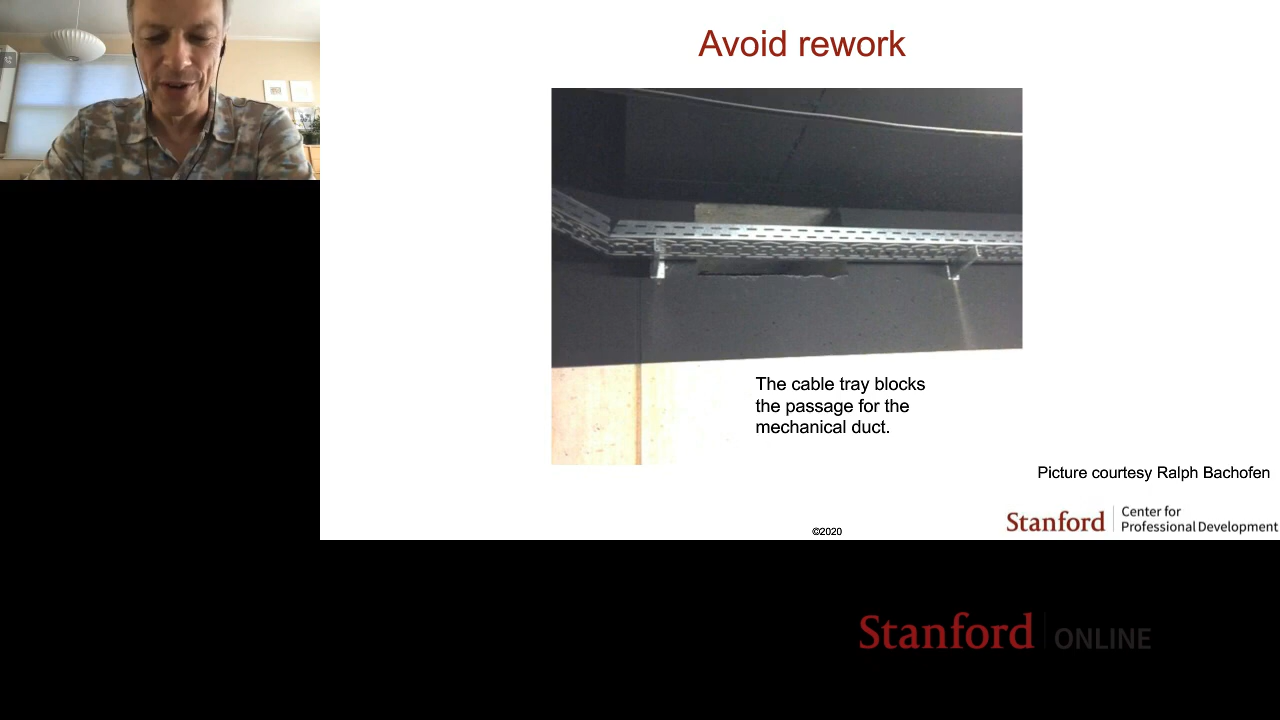 Avoid rework
The cable tray blocks
the passage for the
mechanical duct.
Picture courtesy Ralph Bachofen
©2020
Stanford
Center for
Professional Development
Stanford ONLINE